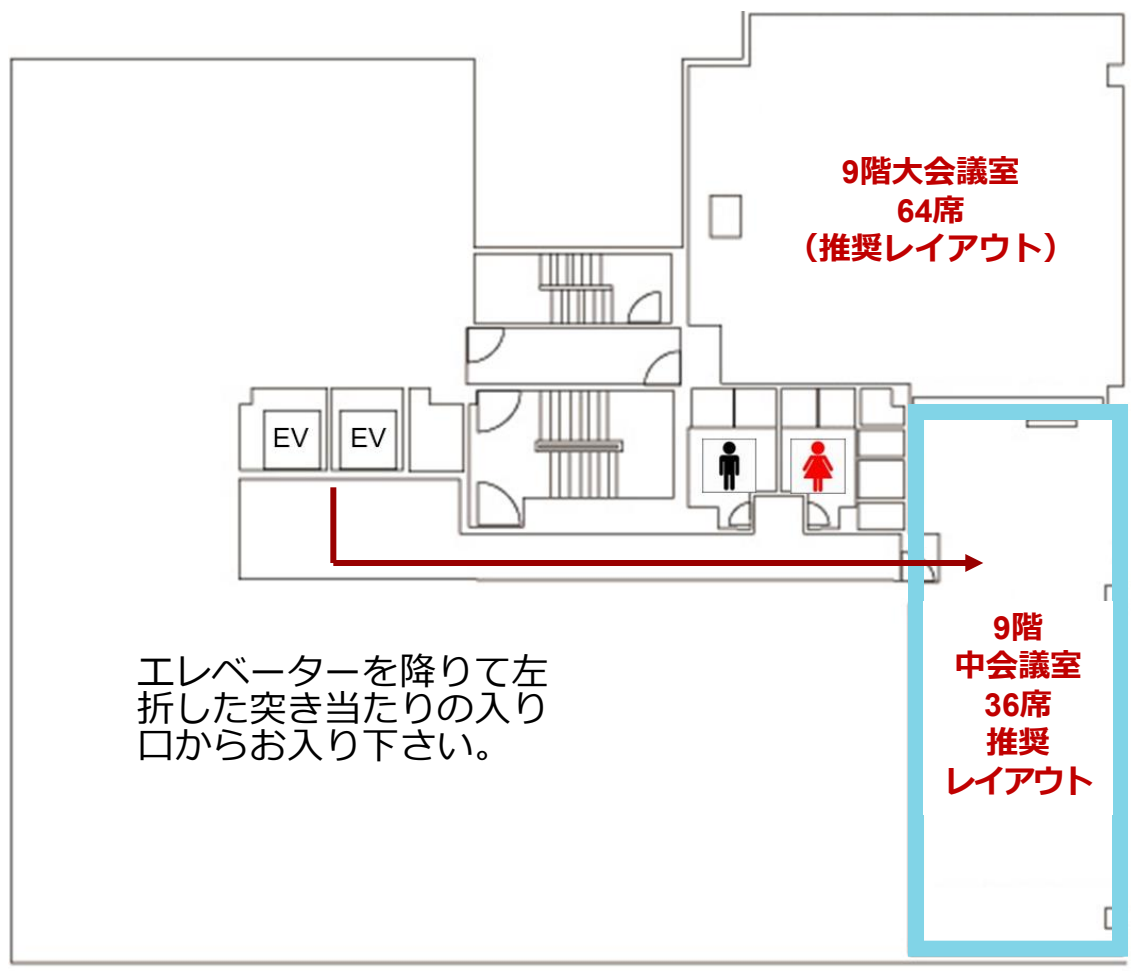 9階大会議室
64席
（推奨レイアウト）
EV
EV
9階
中会議室
36席
推奨
レイアウト
エレベーターを降りて左
折した突き当たりの入り
口からお入り下さい。